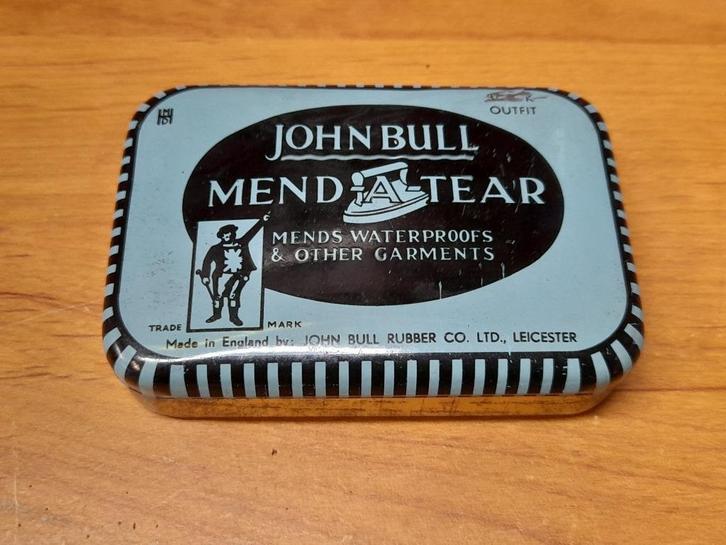 OUTFIT
JOHN BULL
MEND-A-TEAR
MENDS WATERPROOFS
& OTHER GARMENTS
TRADE MARK
Made in England by: JOHN BULL RUBBER CO. LTD., LEICESTER